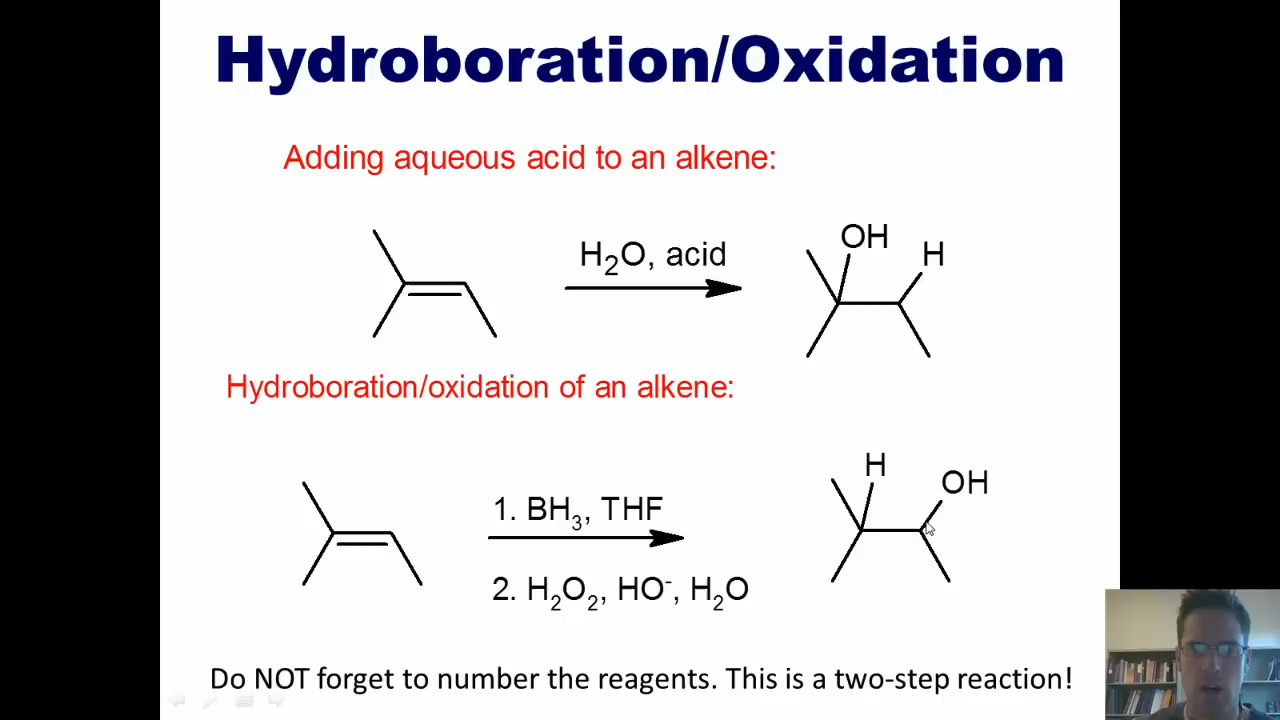 Hydroboration/Oxidation
Adding aqueous acid to an alkene:
H₂O, acid
OH
H
Hydroboration/oxidation of an alkene:
1. BH₃, THF
2. H₂O₂, HO⁻, H₂O
H
OH
Do NOT forget to number the reagents. This is a two-step reaction!